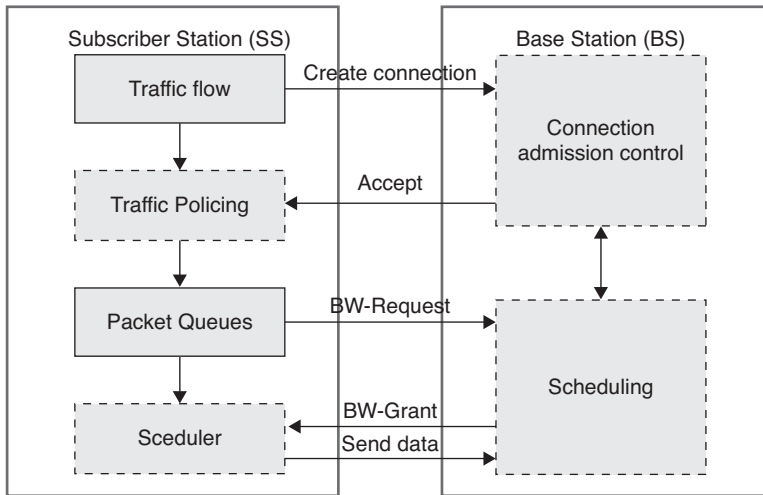 Subscriber Station (SS)
Base Station (BS)
Traffic flow
Create connection
Connection
admission control
Accept
Traffic Policing
Packet Queues
BW-Request
Scheduling
BW-Grant
Sceduler
Send data